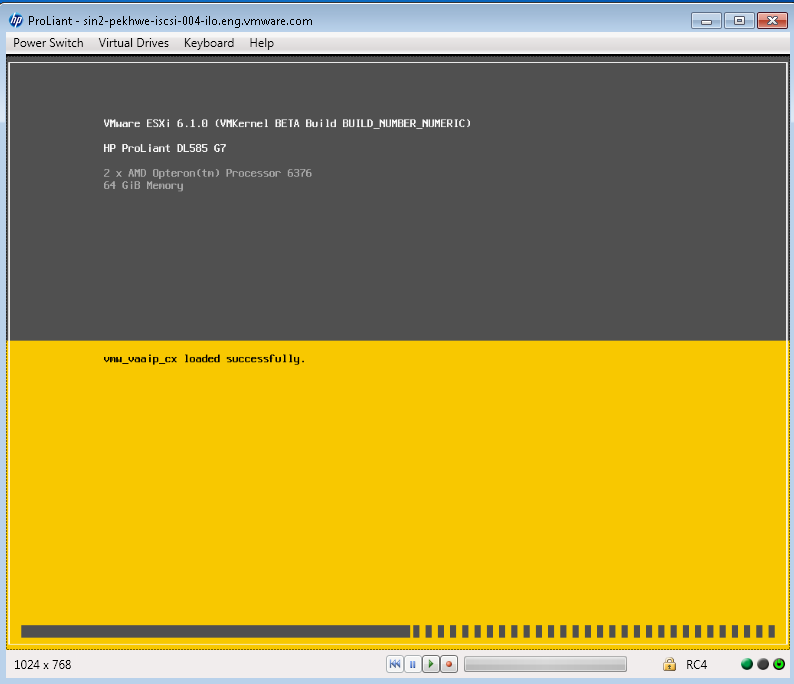 hp ProLiant - sin2-pekhwe-iscsi-004-ilo.eng.vmware.com
Power Switch Virtual Drives Keyboard Help
VMware ESXi 6.1.0 (VMKernel BETA Build BUILD_NUMBER_NUMERIC)
HP ProLiant DL585 G7
2 x AMD Opteron(tm) Processor 6376
64 GiB Memory
vmw_vaaip_cx loaded successfully.
1024 x 768 RC4